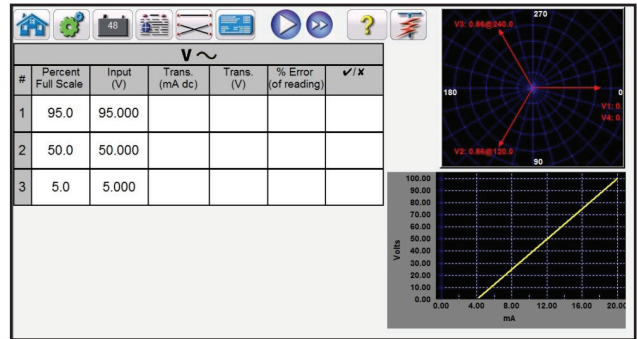 48
V ∼
# Percent Full Scale Input (V) Trans. (mA dc) Trans. (V) % Error (of reading) ✔/✘
1 95.0 95.000
2 50.0 50.000
3 5.0 5.000
270
V3: 0.86@240.0
180
0
V1: 0.
V4: 0.
V2: 0.86@120.0
90
Volts
100.00
90.00
80.00
70.00
60.00
50.00
40.00
30.00
20.00
10.00
0.00
0.00 4.00 8.00 12.00 16.00 20.00
mA
?